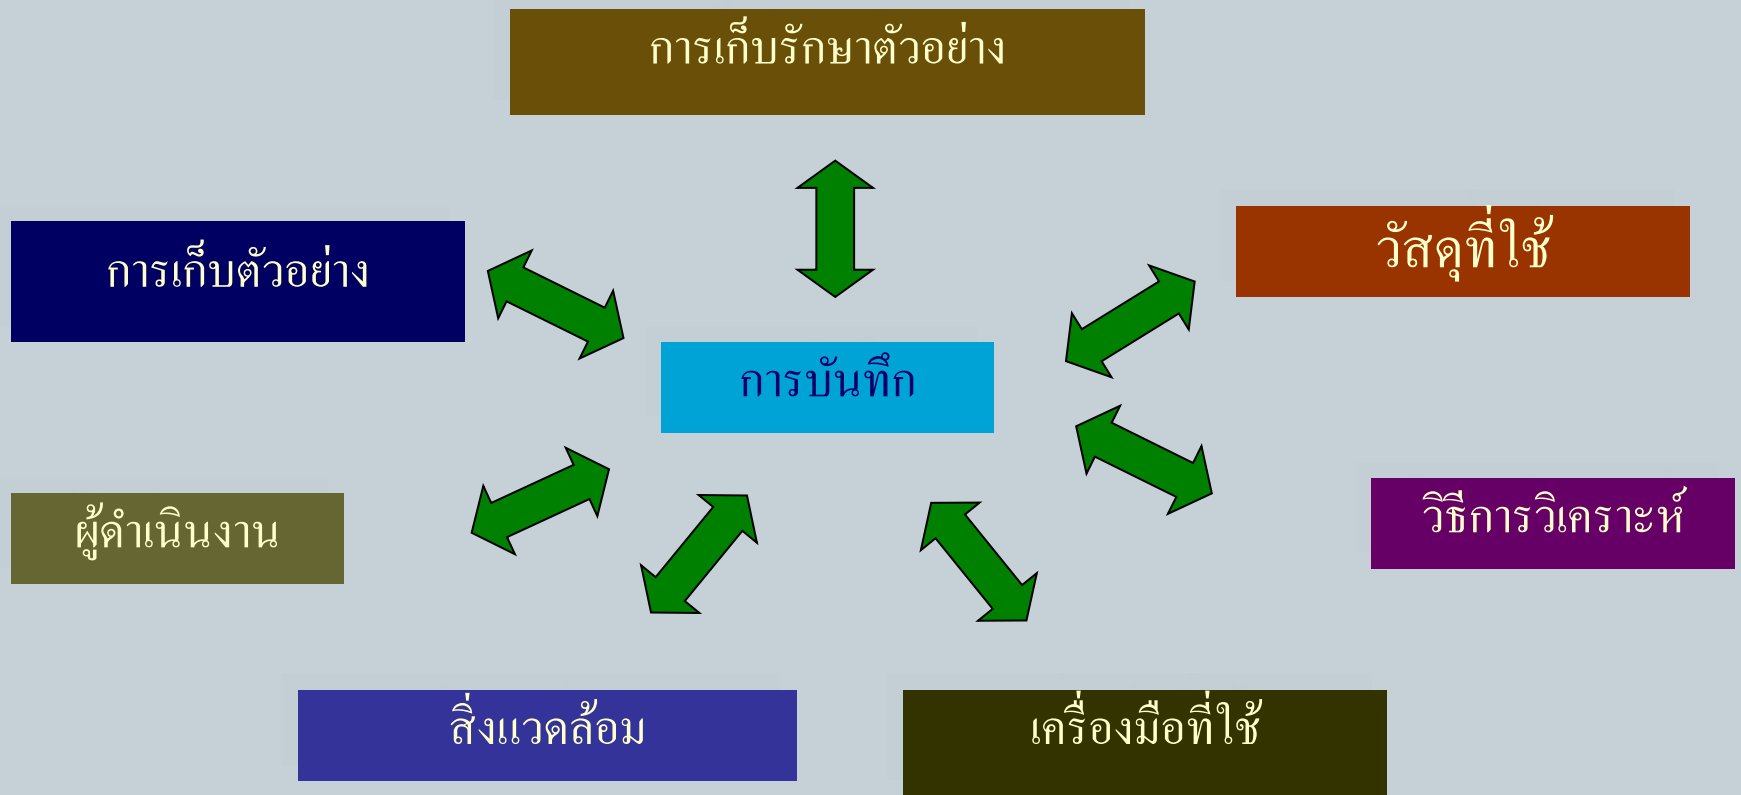 การเก็บรักษาตัวอย่าง
วัสดุที่ใช้
การเก็บตัวอย่าง
การบันทึก
วิธีการวิเคราะห์
ผู้ดำเนินงาน
สิ่งแวดล้อม
เครื่องมือที่ใช้